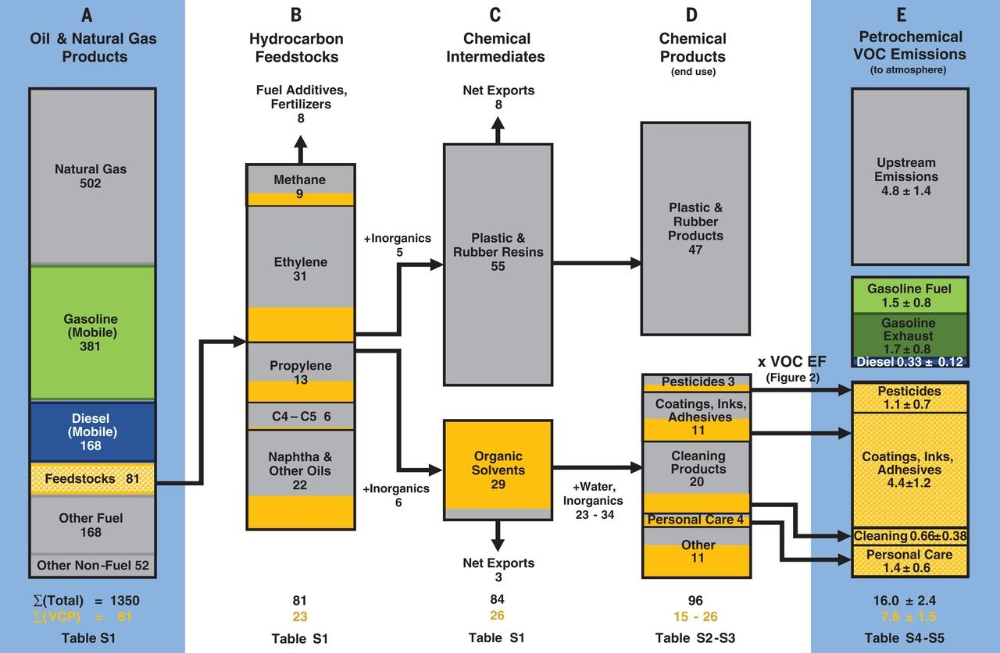 A
Oil & Natural Gas
Products
Natural Gas
502
Gasoline
(Mobile)
381
Diesel
(Mobile)
168
Feedstocks 81
Other Fuel
168
Other Non-Fuel 52
∑(Total) = 1350
∑(VCP) = 81
Table S1
B
Hydrocarbon
Feedstocks
Fuel Additives,
Fertilizers
8
Methane
9
Ethylene
31
Propylene
13
C4 – C5 6
Naphtha &
Other Oils
22
81
23
Table S1
+Inorganics
5
+Inorganics
6
C
Chemical
Intermediates
Net Exports
8
Plastic &
Rubber Resins
55
Organic
Solvents
29
Net Exports
3
84
26
Table S1
+Water,
Inorganics
23 - 34
D
Chemical
Products
(end use)
Plastic &
Rubber
Products
47
Pesticides 3
Coatings, Inks,
Adhesives
11
Cleaning
Products
20
Personal Care 4
Other
11
96
15 - 26
Table S2-S3
x VOC EF
(Figure 2)
E
Petrochemical
VOC Emissions
(to atmosphere)
Upstream
Emissions
4.8 ± 1.4
Gasoline Fuel
1.5 ± 0.8
Gasoline
Exhaust
1.7 ± 0.8
Diesel 0.33 ± 0.12
Pesticides
1.1 ± 0.7
Coatings, Inks,
Adhesives
4.4±1.2
Cleaning 0.66±0.38
Personal Care
1.4 ± 0.6
16.0 ± 2.4
7.6 ± 1.5
Table S4-S5